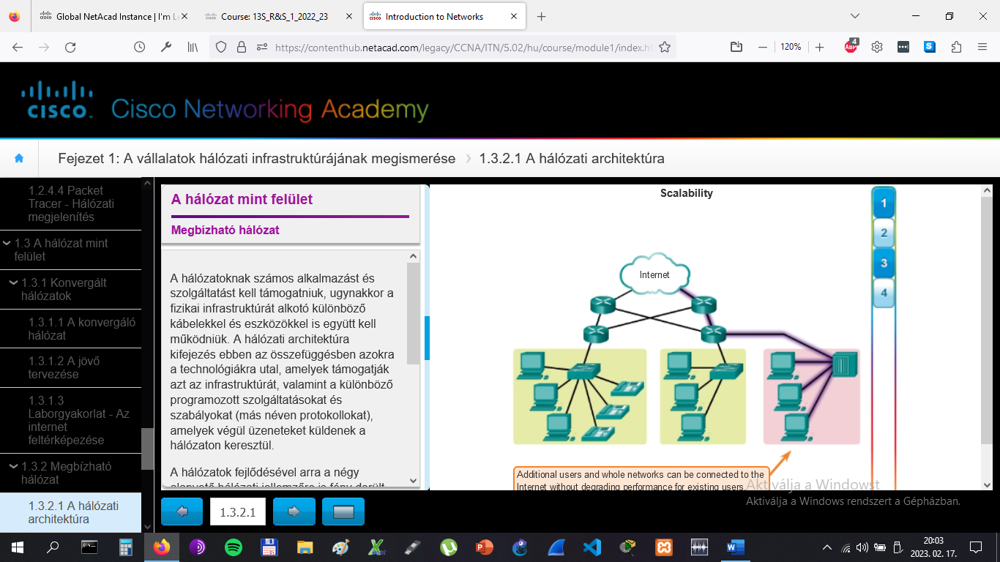 Global NetAcad Instance | I'm Le
Course: 13S_R&S_1_2022_23
Introduction to Networks
https://contenthub.netacad.com/legacy/CCNA/ITN/5.02/hu/course/module1/index.ht
120%
4
ABP
S
CISCO.
Cisco Networking Academy
Fejezet 1: A vállalatok hálózati infrastruktúrájának megismerése
1.3.2.1 A hálózati architektúra
1.2.4.4 Packet
Tracer - Hálózati
megjelenítés
1.3 A hálózat mint
felület
1.3.1 Konvergált
hálózatok
1.3.1.1 A konvergáló
hálózat
1.3.1.2 A jövő
tervezése
1.3.1.3
Laborgyakorlat - Az
internet
feltérképezése
1.3.2 Megbízható
hálózat
1.3.2.1 A hálózati
architektúra
A hálózat mint felület
Megbízható hálózat
A hálózatoknak számos alkalmazást és
szolgáltatást kell támogatniuk, ugynakkor a
fizikai infrastruktúrát alkotó különböző
kábelekkel és eszközökkel is együtt kell
működniük. A hálózati architektúra
kifejezés ebben az összefüggésben azokra
a technológiákra utal, amelyek támogatják
azt az infrastruktúrát, valamint a különböző
programozott szolgáltatásokat és
szabályokat (más néven protokollokat),
amelyek végül üzeneteket küldenek a
hálózaton keresztül.
A hálózatok fejlődésével arra a négy
alapvető hálózati jellemzőre is fény derült
Scalability
Internet
Additional users and whole networks can be connected to the
Internet without degrading performance for existing users.
1
2
3
4
Aktiválja a Windowst
Aktiválja a Windows rendszert a Gépházban.
1.3.2.1
20:03
2023. 02. 17.